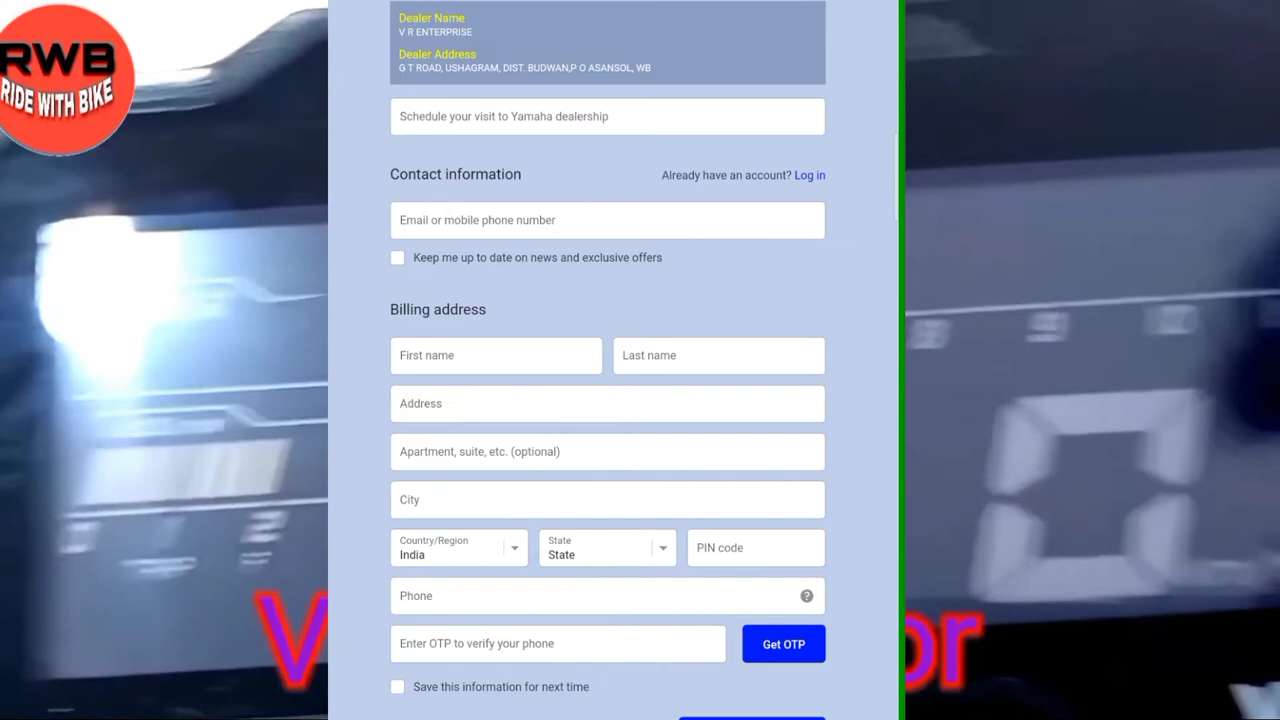 RWB
RIDE WITH BIKE
Dealer Name
V R ENTERPRISE
Dealer Address
G T ROAD, USHAGRAM, DIST. BUDWAN,P O ASANSOL, WB
Schedule your visit to Yamaha dealership
Contact information
Already have an account? Log in
Email or mobile phone number
Keep me up to date on news and exclusive offers
Billing address
First name
Last name
Address
Apartment, suite, etc. (optional)
City
Country/Region
India
State
State
PIN code
Phone
?
Enter OTP to verify your phone
Get OTP
Save this information for next time